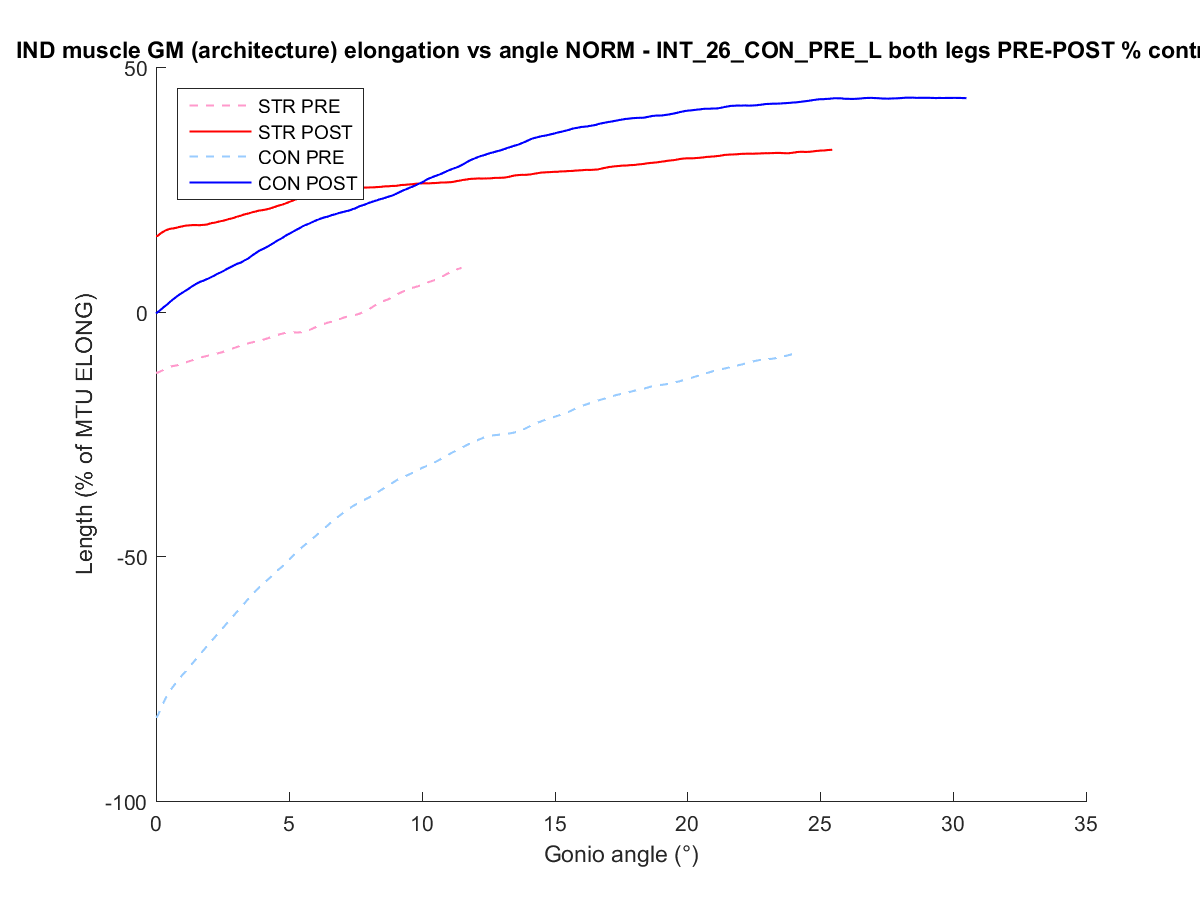 IND muscle GM (architecture) elongation vs angle NORM - INT_26_CON_PRE_L both legs PRE-POST % contr
50
0
-50
-100
Length (% of MTU ELONG)
STR PRE
STR POST
CON PRE
CON POST
0 5 10 15 20 25 30 35
Gonio angle (°)